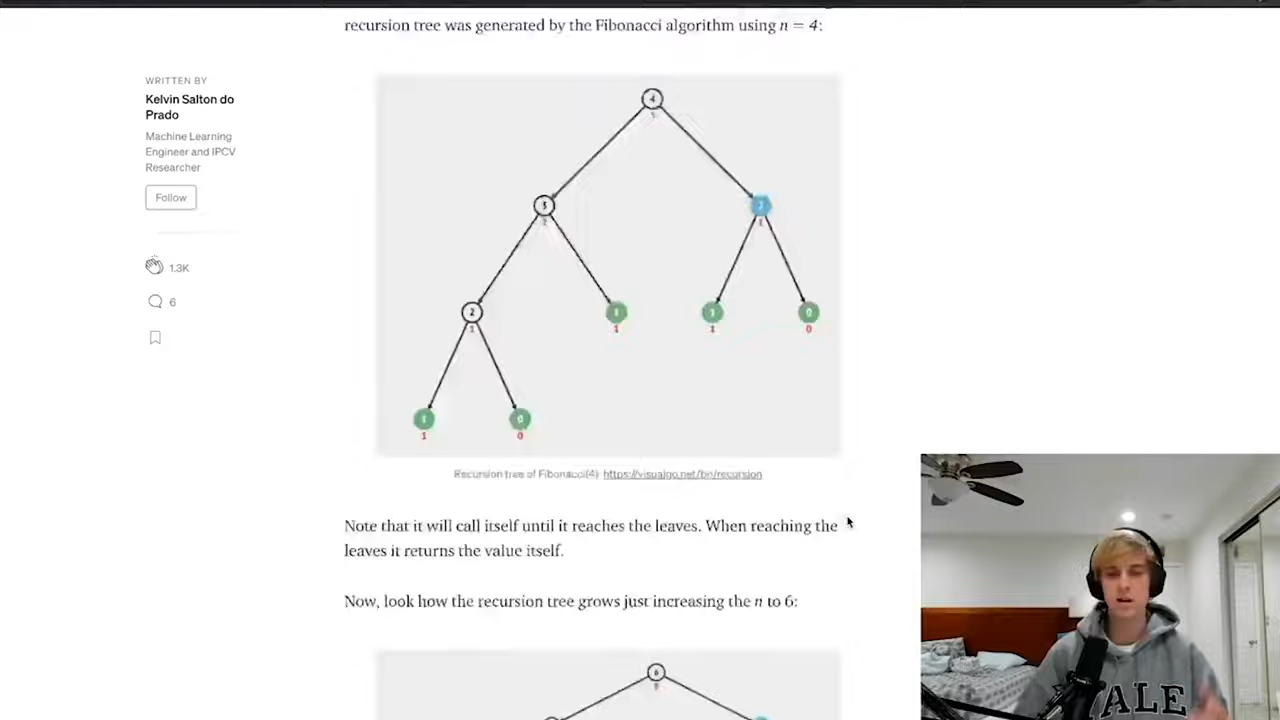 recursion tree was generated by the Fibonacci algorithm using n = 4:
WRITTEN BY
Kelvin Salton do
Prado
Machine Learning
Engineer and IPCV
Researcher
Follow
1.3K
6
4
3
2
2
1
1
1
1
1
0
0
1
0
1
0
Recursion tree of Fibonacci(4): https://visualgo.net/bn/recursion
Note that it will call itself until it reaches the leaves. When reaching the
leaves it returns the value itself.
Now, look how the recursion tree grows just increasing the n to 6:
6
YALE